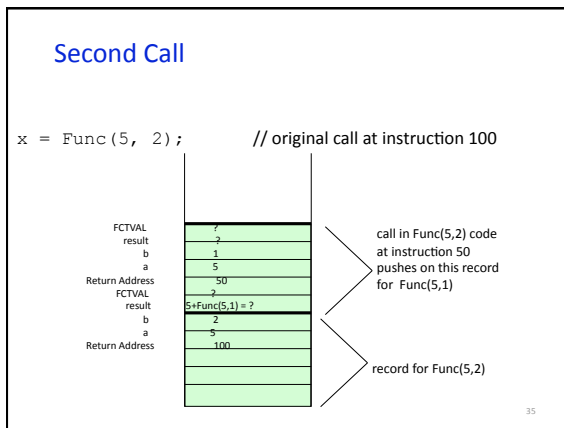 Second Call
x = Func(5, 2); // original call at instruction 100
FCTVAL ?
result ?
b 1
a 5
Return Address 50
FCTVAL ?
result 5+Func(5,1) = ?
b 2
a 5
Return Address 100
call in Func(5,2) code
at instruction 50
pushes on this record
for Func(5,1)
record for Func(5,2)
35